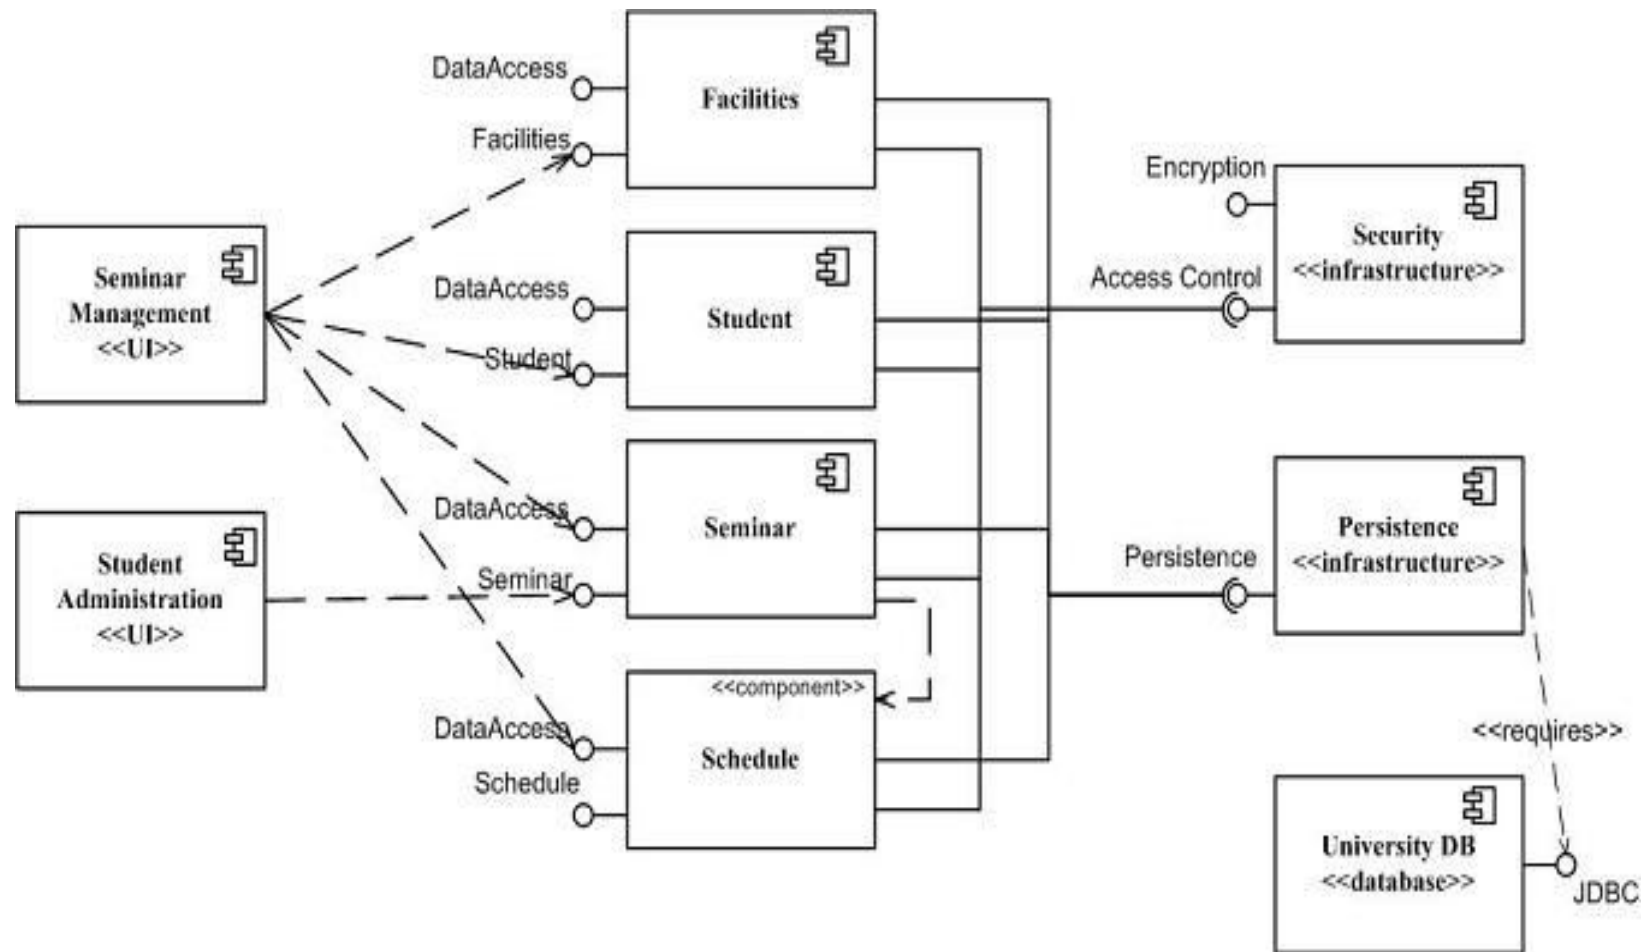 DataAccess
Facilities
Facilities
Encryption
Security
<<infrastructure>>
Access Control
Seminar
Management
<<UI>>
DataAccess
Student
Student
DataAccess
Seminar
Seminar
Student
Administration
<<UI>>
Persistence
Persistence
<<infrastructure>>
<<component>>
DataAccess
Schedule
Schedule
<<requires>>
University DB
<<database>>
JDBC